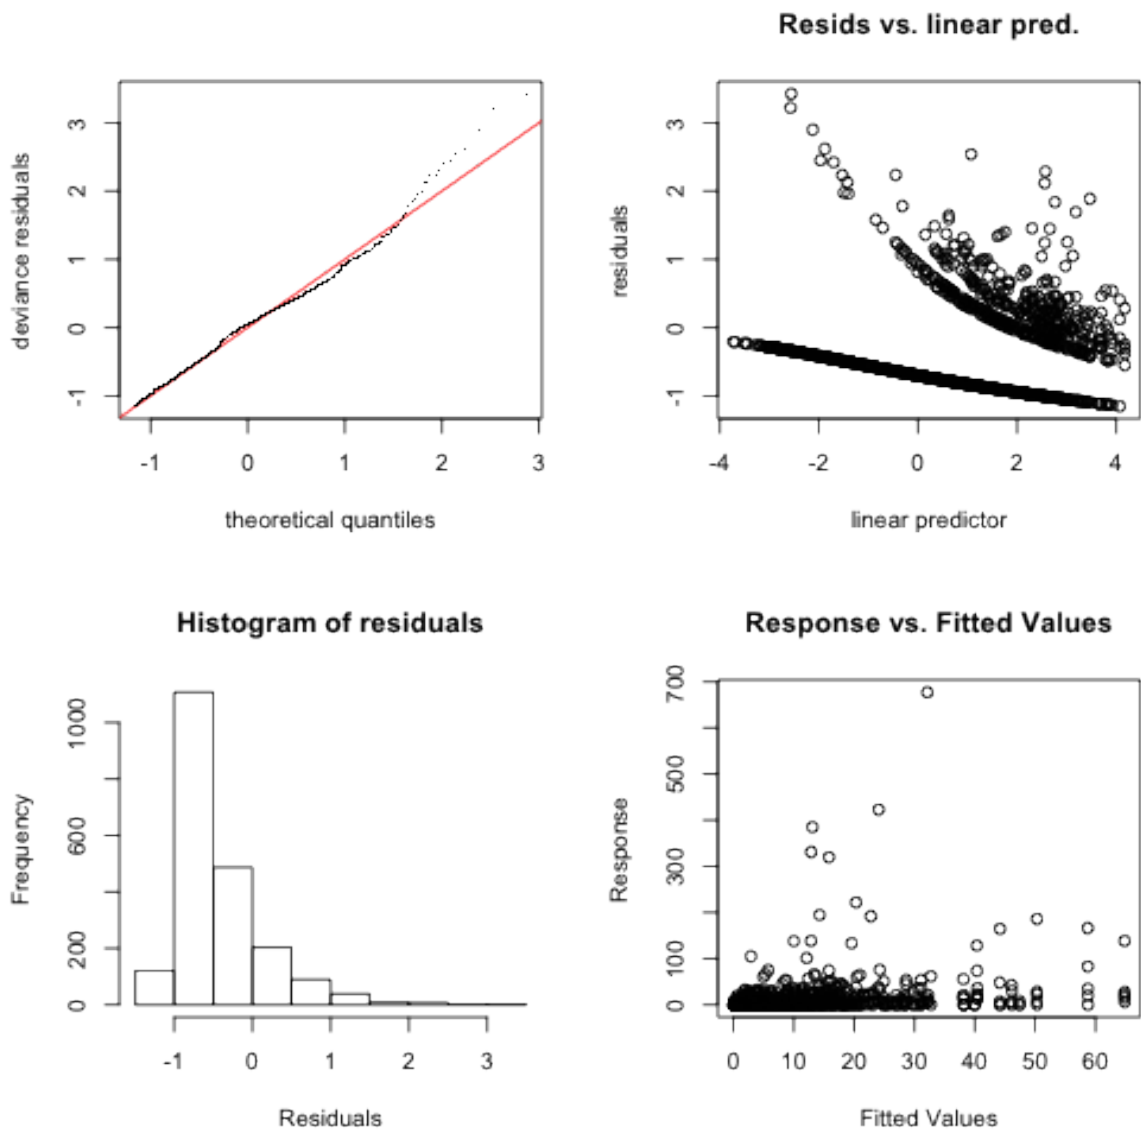 Resids vs. linear pred.
deviance residuals
3
2
1
0
-1
-1 0 1 2 3
theoretical quantiles
residuals
3
2
1
0
-1
-4 -2 0 2 4
linear predictor
Histogram of residuals
Frequency
1000
600
200
0
-1 0 1 2 3
Residuals
Response vs. Fitted Values
Response
700
500
300
100
0
0 10 20 30 40 50 60
Fitted Values